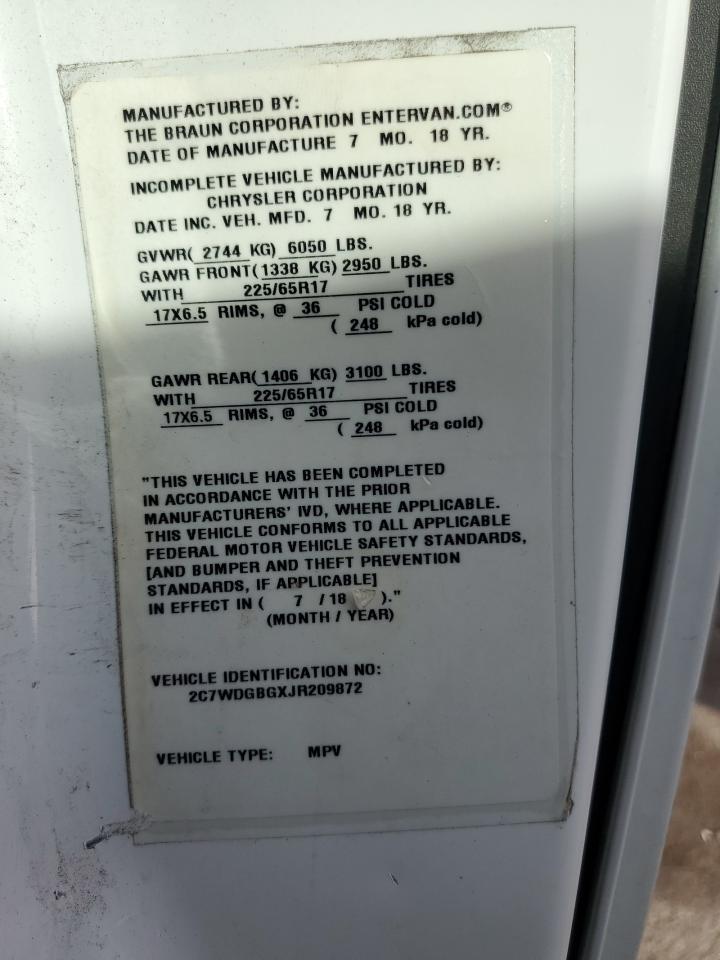 MANUFACTURED BY:
THE BRAUN CORPORATION ENTERVAN.COM®
DATE OF MANUFACTURE 7 MO. 18 YR.
INCOMPLETE VEHICLE MANUFACTURED BY:
CHRYSLER CORPORATION
DATE INC. VEH. MFD. 7 MO. 18 YR.
GVWR( 2744 KG) 6050 LBS.
GAWR FRONT(1338 KG) 2950 LBS.
WITH 225/65R17 TIRES
17X6.5 RIMS, @ 36 PSI COLD
( 248 kPa cold)
GAWR REAR(1406 KG) 3100 LBS.
WITH 225/65R17 TIRES
17X6.5 RIMS, @ 36 PSI COLD
( 248 kPa cold)
"THIS VEHICLE HAS BEEN COMPLETED
IN ACCORDANCE WITH THE PRIOR
MANUFACTURERS' IVD, WHERE APPLICABLE.
THIS VEHICLE CONFORMS TO ALL APPLICABLE
FEDERAL MOTOR VEHICLE SAFETY STANDARDS,
[AND BUMPER AND THEFT PREVENTION
STANDARDS, IF APPLICABLE]
IN EFFECT IN ( 7 / 18 )."
(MONTH / YEAR)
VEHICLE IDENTIFICATION NO:
2C7WDGBGXJR209872
VEHICLE TYPE: MPV